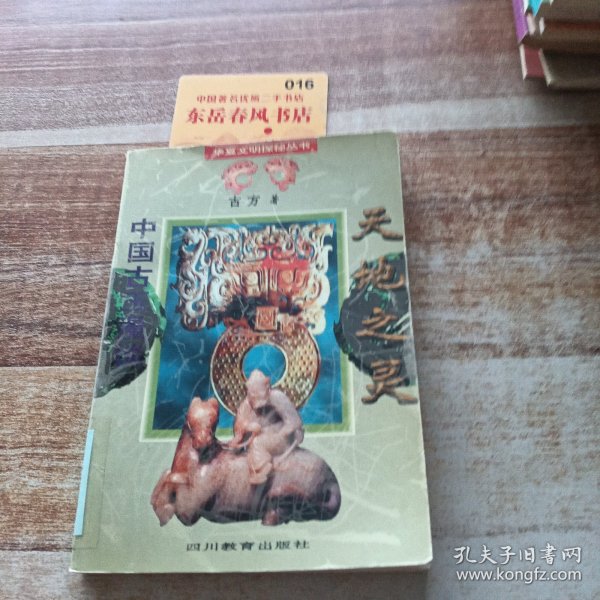 016
中国著名优质二手书店
东岳春风书店
华夏文明探秘丛书
古方 著
天地之灵
中国古
四川教育出版社
孔夫子旧书网
www.kongfz.com